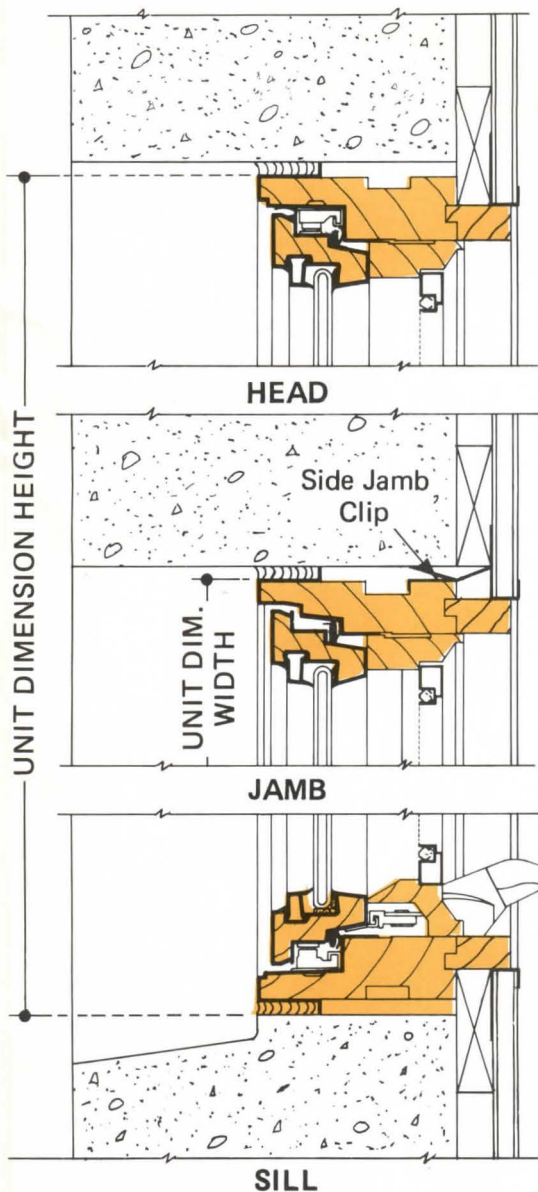 HEAD
UNIT DIMENSION HEIGHT
Side Jamb
Clip
UNIT DIM.
WIDTH
JAMB
SILL